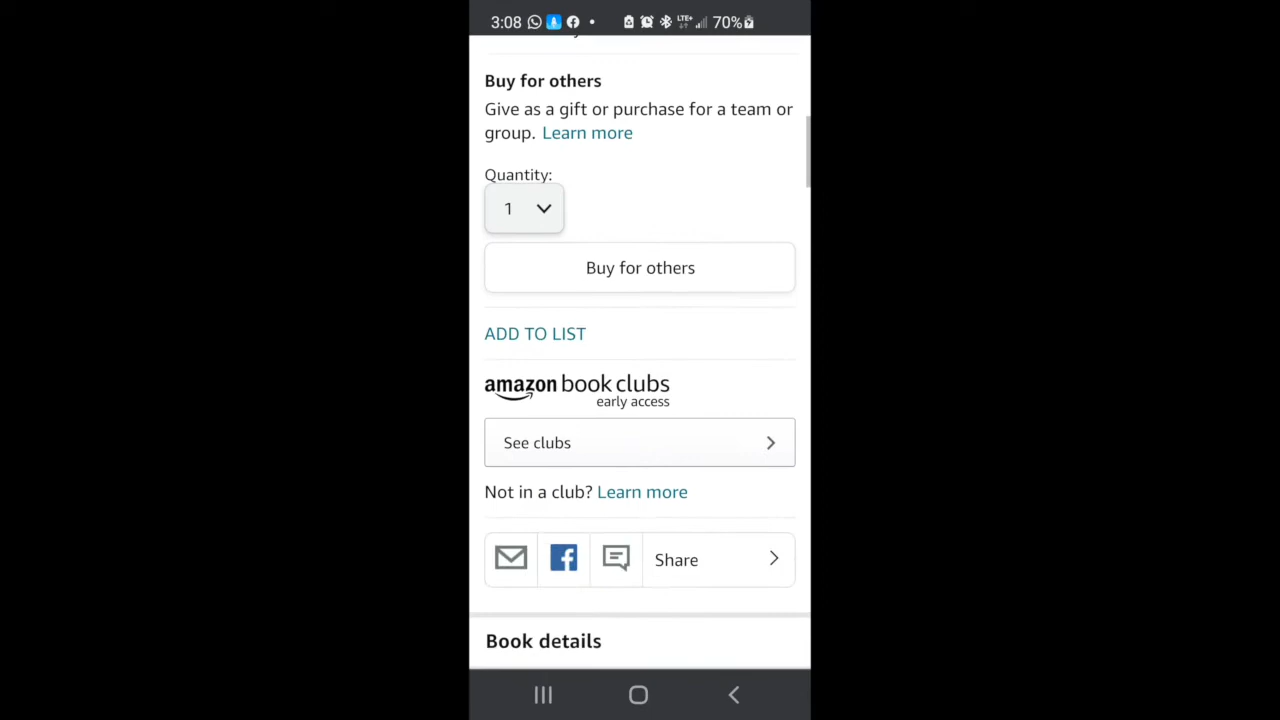 3:08 LTE+ 70%
Buy for others
Give as a gift or purchase for a team or
group. Learn more
Quantity:
1
Buy for others
ADD TO LIST
amazon book clubs
early access
See clubs
Not in a club? Learn more
Share
Book details